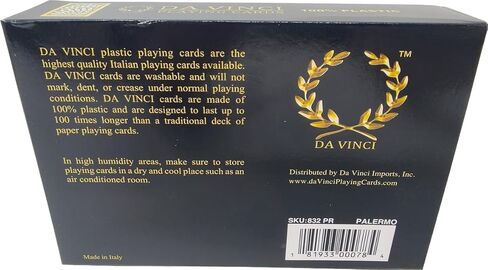 DA VINCI
100% PLASTIC
DA VINCI plastic playing cards are the
highest quality Italian playing cards available.
DA VINCI cards are washable and will not
mark, dent, or crease under normal playing
conditions. DA VINCI cards are made of
100% plastic and are designed to last up to
100 times longer than a traditional deck of
paper playing cards.
In high humidity areas, make sure to store
playing cards in a dry and cool place such as an
air conditioned room.
Made in Italy
TM
DA VINCI
Distributed by Da Vinci Imports, Inc.
www.daVinciPlayingCards.com
SKU:832 PR PALERMO
1 81933 00078 4